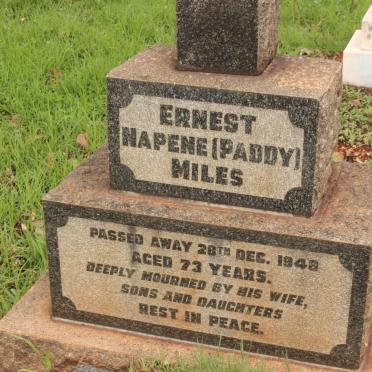 ERNEST
NAPENE (PADDY)
MILES
PASSED AWAY 28TH DEC. 1948
AGED 73 YEARS.
DEEPLY MOURNED BY HIS WIFE,
SONS AND DAUGHTERS
REST IN PEACE.